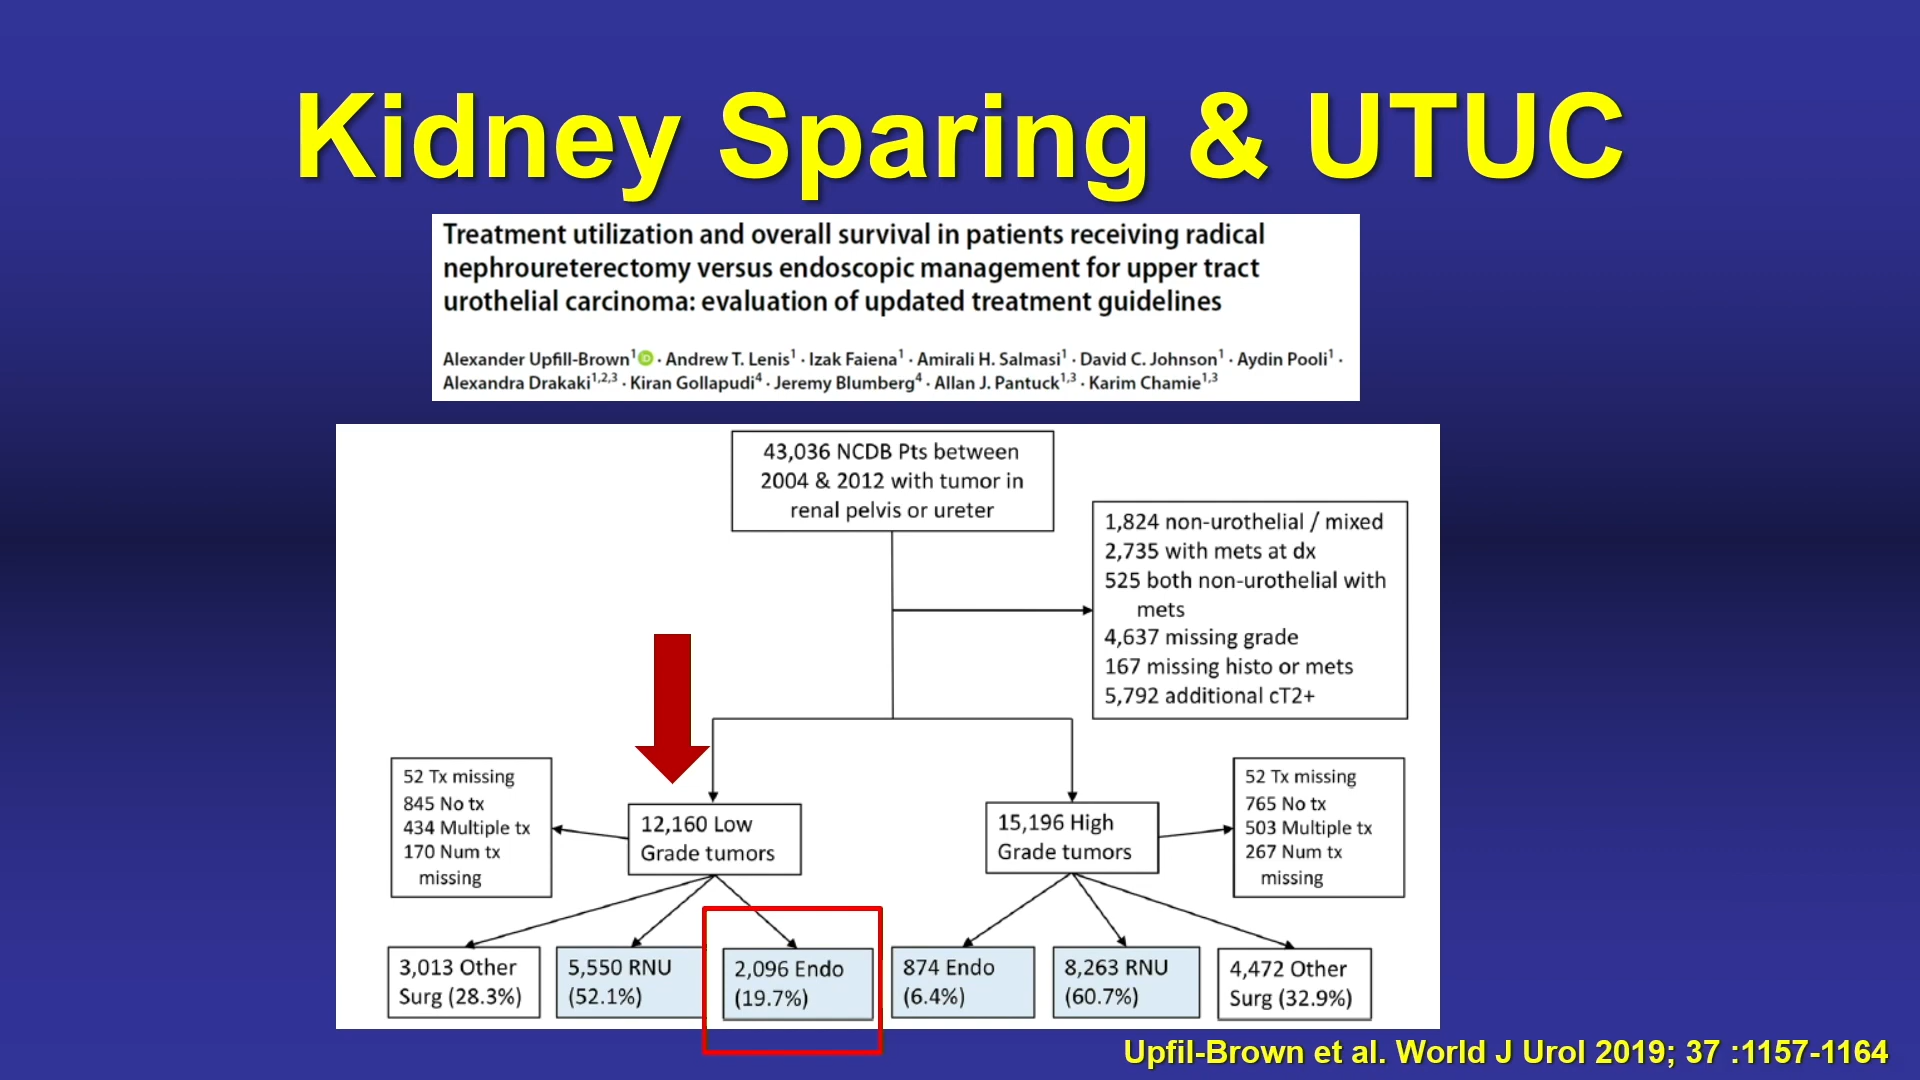 Kidney Sparing & UTUC
Treatment utilization and overall survival in patients receiving radical
nephroureterectomy versus endoscopic management for upper tract
urothelial carcinoma: evaluation of updated treatment guidelines
Alexander Upfill-Brown1 iD · Andrew T. Lenis1 · Izak Faiena1 · Amirali H. Salmasi1 · David C. Johnson1 · Aydin Pooli1 ·
Alexandra Drakaki1,2,3 · Kiran Gollapudi4 · Jeremy Blumberg4 · Allan J. Pantuck1,3 · Karim Chamie1,3
43,036 NCDB Pts between
2004 & 2012 with tumor in
renal pelvis or ureter
1,824 non-urothelial / mixed
2,735 with mets at dx
525 both non-urothelial with
mets
4,637 missing grade
167 missing histo or mets
5,792 additional cT2+
52 Tx missing
845 No tx
434 Multiple tx
170 Num tx
missing
12,160 Low
Grade tumors
15,196 High
Grade tumors
52 Tx missing
765 No tx
503 Multiple tx
267 Num tx
missing
3,013 Other
Surg (28.3%)
5,550 RNU
(52.1%)
2,096 Endo
(19.7%)
874 Endo
(6.4%)
8,263 RNU
(60.7%)
4,472 Other
Surg (32.9%)
Upfil-Brown et al. World J Urol 2019; 37 :1157-1164